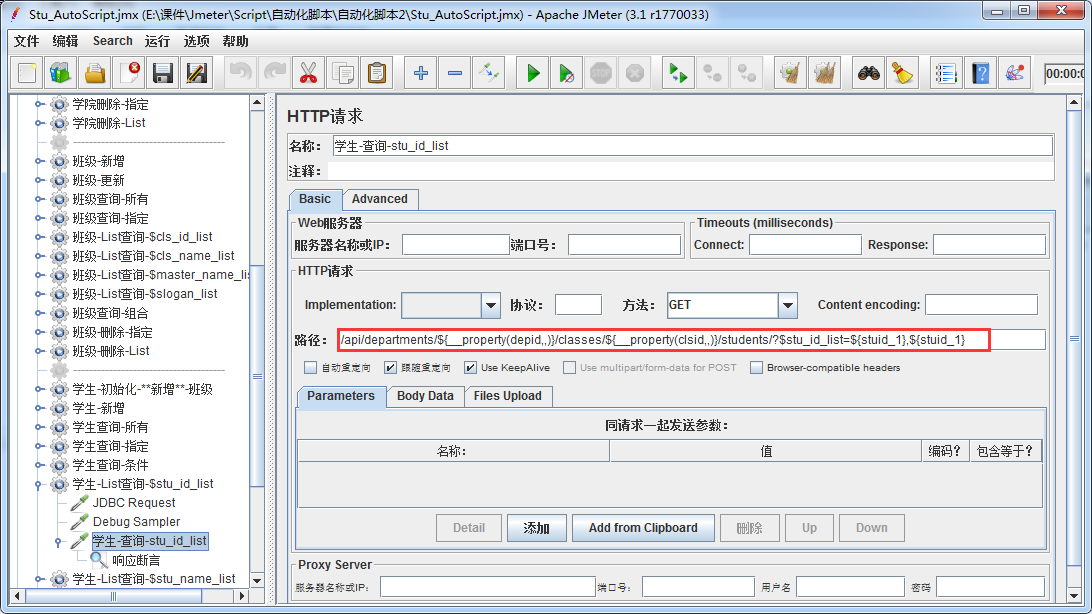 Stu_AutoScript.jmx (E:\课件\Jmeter\Script\自动化脚本\自动化脚本2\Stu_AutoScript.jmx) - Apache JMeter (3.1 r1770033)
文件 编辑 Search 运行 选项 帮助
STOP
00:00:0
学院删除-指定
学院删除-List
------------------------------------
班级-新增
班级-更新
班级查询-所有
班级查询-指定
班级-List查询-$cls_id_list
班级-List查询-$cls_name_list
班级-List查询-$master_name_lis
班级-List查询-$slogan_list
班级查询-组合
班级-删除-指定
班级-删除-List
------------------------------------
学生-初始化-**新增**-班级
学生-新增
学生查询-所有
学生查询-指定
学生查询-条件
学生-List查询-$stu_id_list
JDBC Request
Debug Sampler
学生-查询-stu_id_list
响应断言
学生-List查询-$stu_name_list
HTTP请求
名称： 学生-查询-stu_id_list
注释：
Basic Advanced
Web服务器
服务器名称或IP： 端口号：
Timeouts (milliseconds)
Connect: Response:
HTTP请求
Implementation: 协议： 方法： GET Content encoding:
路径： /api/departments/${__property(depid,,)}/classes/${__property(clsid,,)}/students/?$stu_id_list=${stuid_1},${stuid_1}
自动重定向 跟随重定向 Use KeepAlive Use multipart/form-data for POST Browser-compatible headers
Parameters Body Data Files Upload
同请求一起发送参数：
名称： 值 编码？ 包含等于？
Detail 添加 Add from Clipboard 删除 Up Down
Proxy Server
服务器名称或IP： 端口号： 用户名 密码